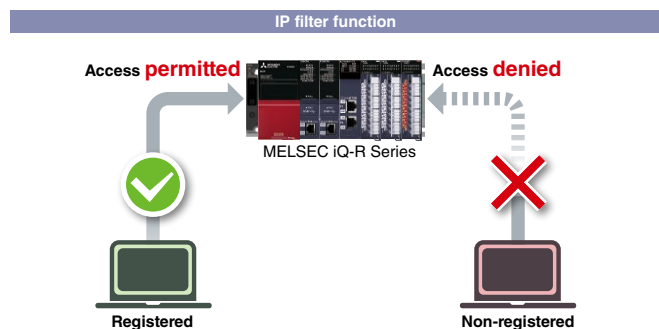 IP filter function
Access permitted
Access denied
MELSEC iQ-R Series
Registered
Non-registered